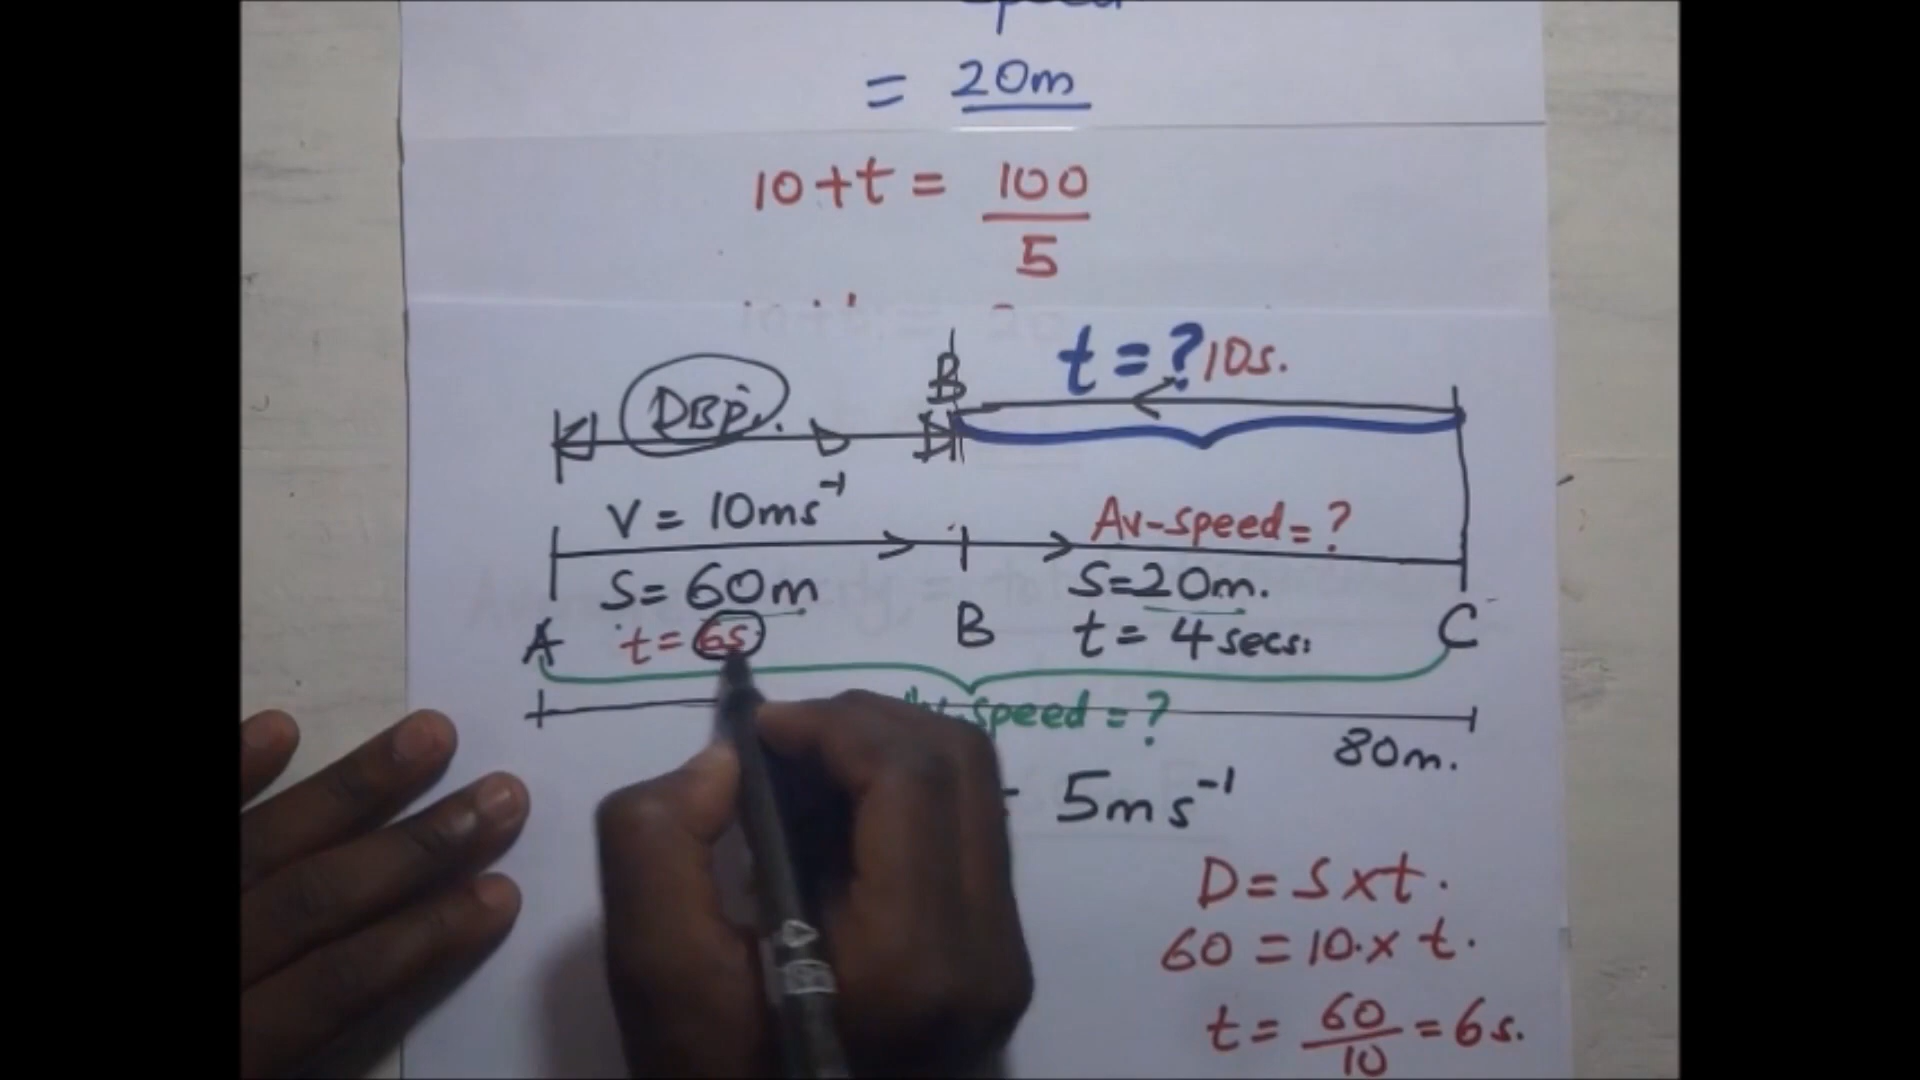 = 20m
10+t = 100
5
t = ? 10s.
B
DBP.
V = 10ms⁻¹
Av-speed = ?
S = 60m
S=20m.
A
t = 6s
B
t = 4 secs.
C
-speed = ?
80m.
5ms⁻¹
D = S x t.
60 = 10.x t.
t = 60 = 6s.
10